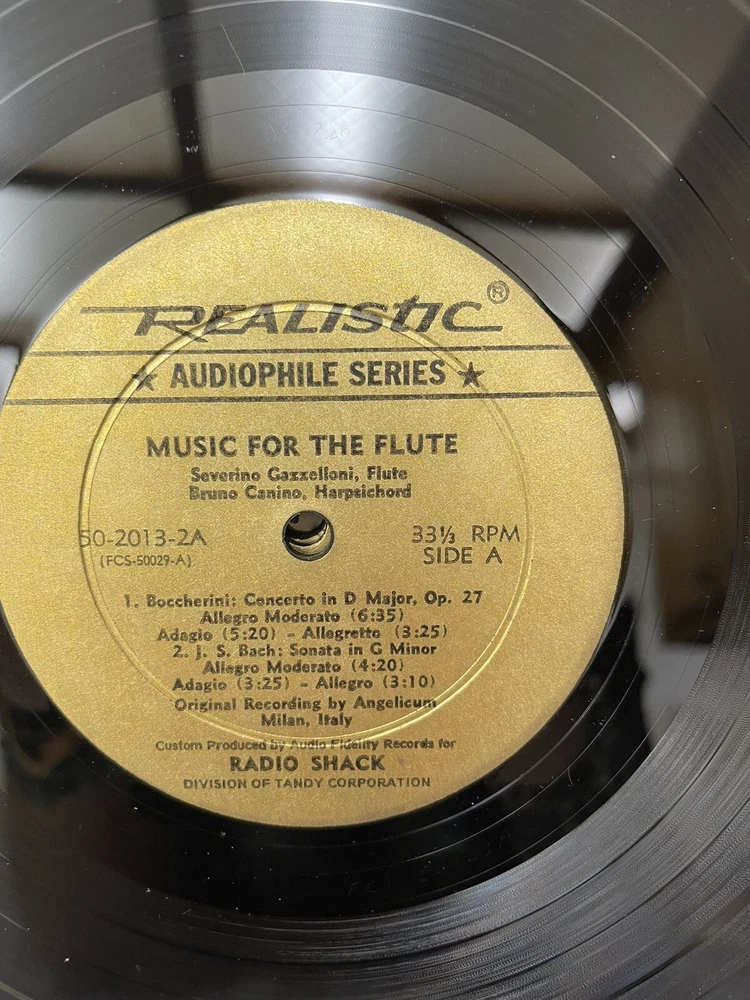 REALISTIC®
★ AUDIOPHILE SERIES ★
MUSIC FOR THE FLUTE
Severino Gazzelloni, Flute
Bruno Canino, Harpsichord
50-2013-2A
(FCS-50029-A)
33⅓ RPM
SIDE A
1. Boccherini: Concerto in D Major, Op. 27
Allegro Moderato (6:35)
Adagio (5:20) – Allegretto (3:25)
2. J. S. Bach: Sonata in G Minor
Allegro Moderato (4:20)
Adagio (3:25) – Allegro (3:10)
Original Recording by Angelicum
Milan, Italy
Custom Produced by Audio Fidelity Records for
RADIO SHACK
DIVISION OF TANDY CORPORATION